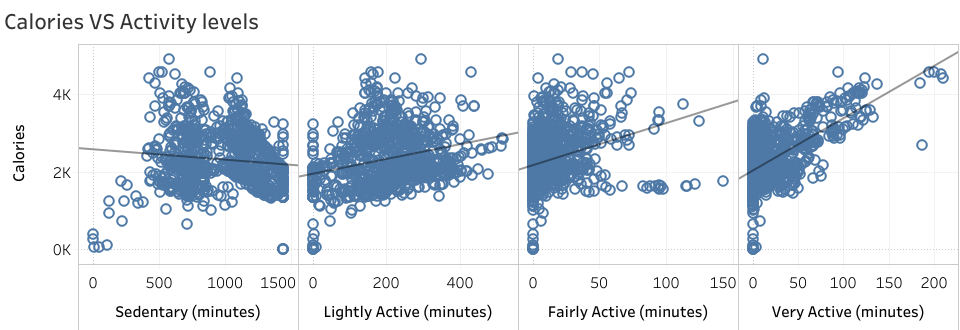 Calories VS Activity levels
Calories
4K
2K
0K
0 500 1000 1500 0 200 400 0 50 100 150 0 50 100 150 200
Sedentary (minutes) Lightly Active (minutes) Fairly Active (minutes) Very Active (minutes)